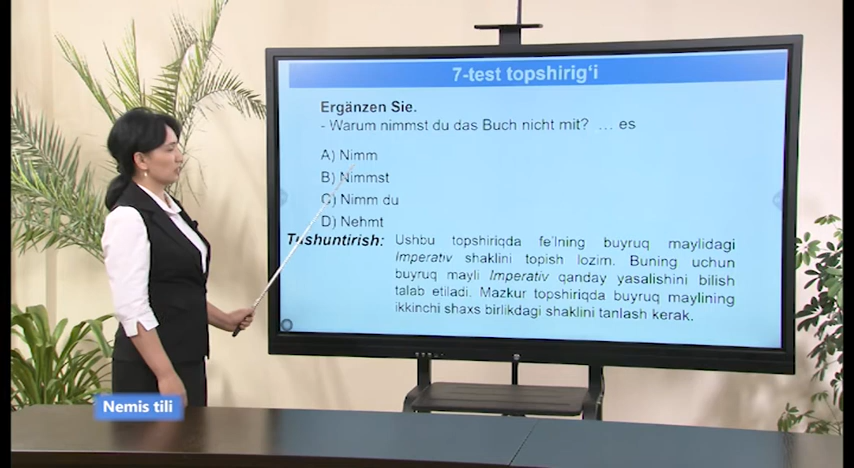 7-test topshirig‘i
Ergänzen Sie.
- Warum nimmst du das Buch nicht mit? … es
A) Nimm
B) Nimmst
C) Nimm du
D) Nehmt
Tushuntirish: Ushbu topshiriqda fe'lning buyruq maylidagi
Imperativ shaklini topish lozim. Buning uchun
buyruq mayli Imperativ qanday yasalishini bilish
talab etiladi. Mazkur topshiriqda buyruq maylining
ikkinchi shaxs birlikdagi shaklini tanlash kerak.
Nemis tili